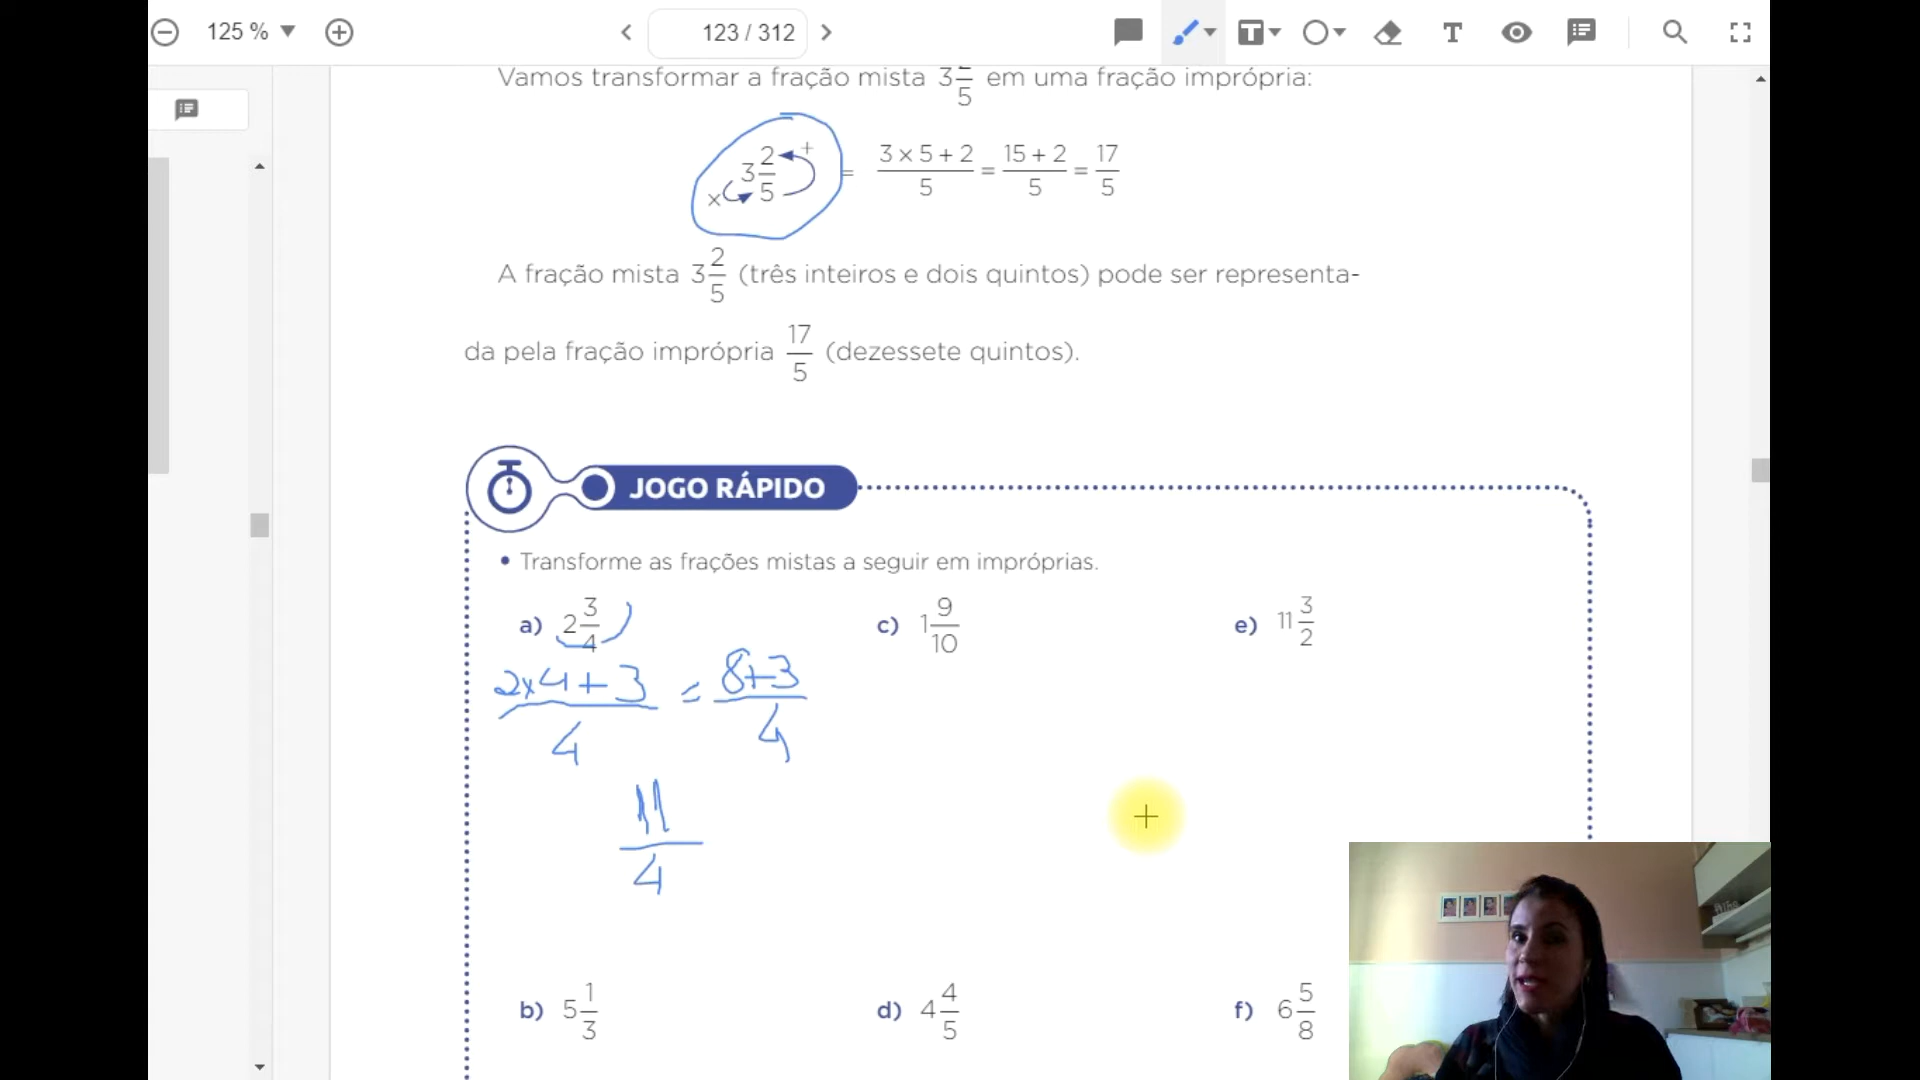 125 %
123 / 312
Vamos transformar a fração mista 3 2/5 em uma fração imprópria:
× 3 2/5 + = 3 × 5 + 2/5 = 15 + 2/5 = 17/5
A fração mista 3 2/5 (três inteiros e dois quintos) pode ser representa-
da pela fração imprópria 17/5 (dezessete quintos).
JOGO RÁPIDO
• Transforme as frações mistas a seguir em impróprias.
a) 2 3/4 c) 1 9/10 e) 11 3/2
2x4+3/4 = 8+3/4
11/4
b) 5 1/3 d) 4 4/5 f) 6 5/8